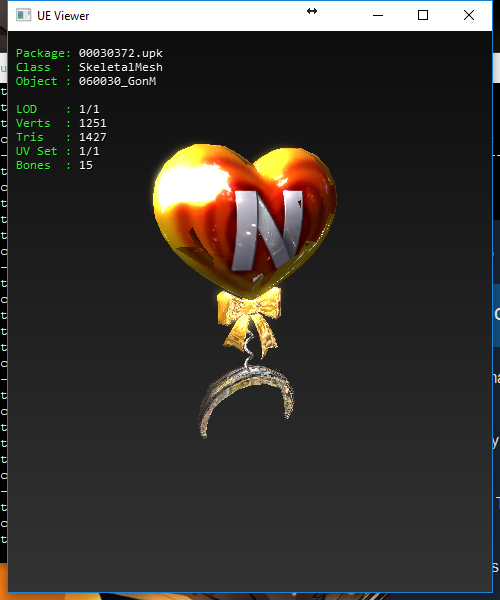 UE Viewer
Package: 00030372.upk
Class : SkeletalMesh
Object : 060030_GonM
LOD : 1/1
Verts : 1251
Tris : 1427
UV Set : 1/1
Bones : 15
N